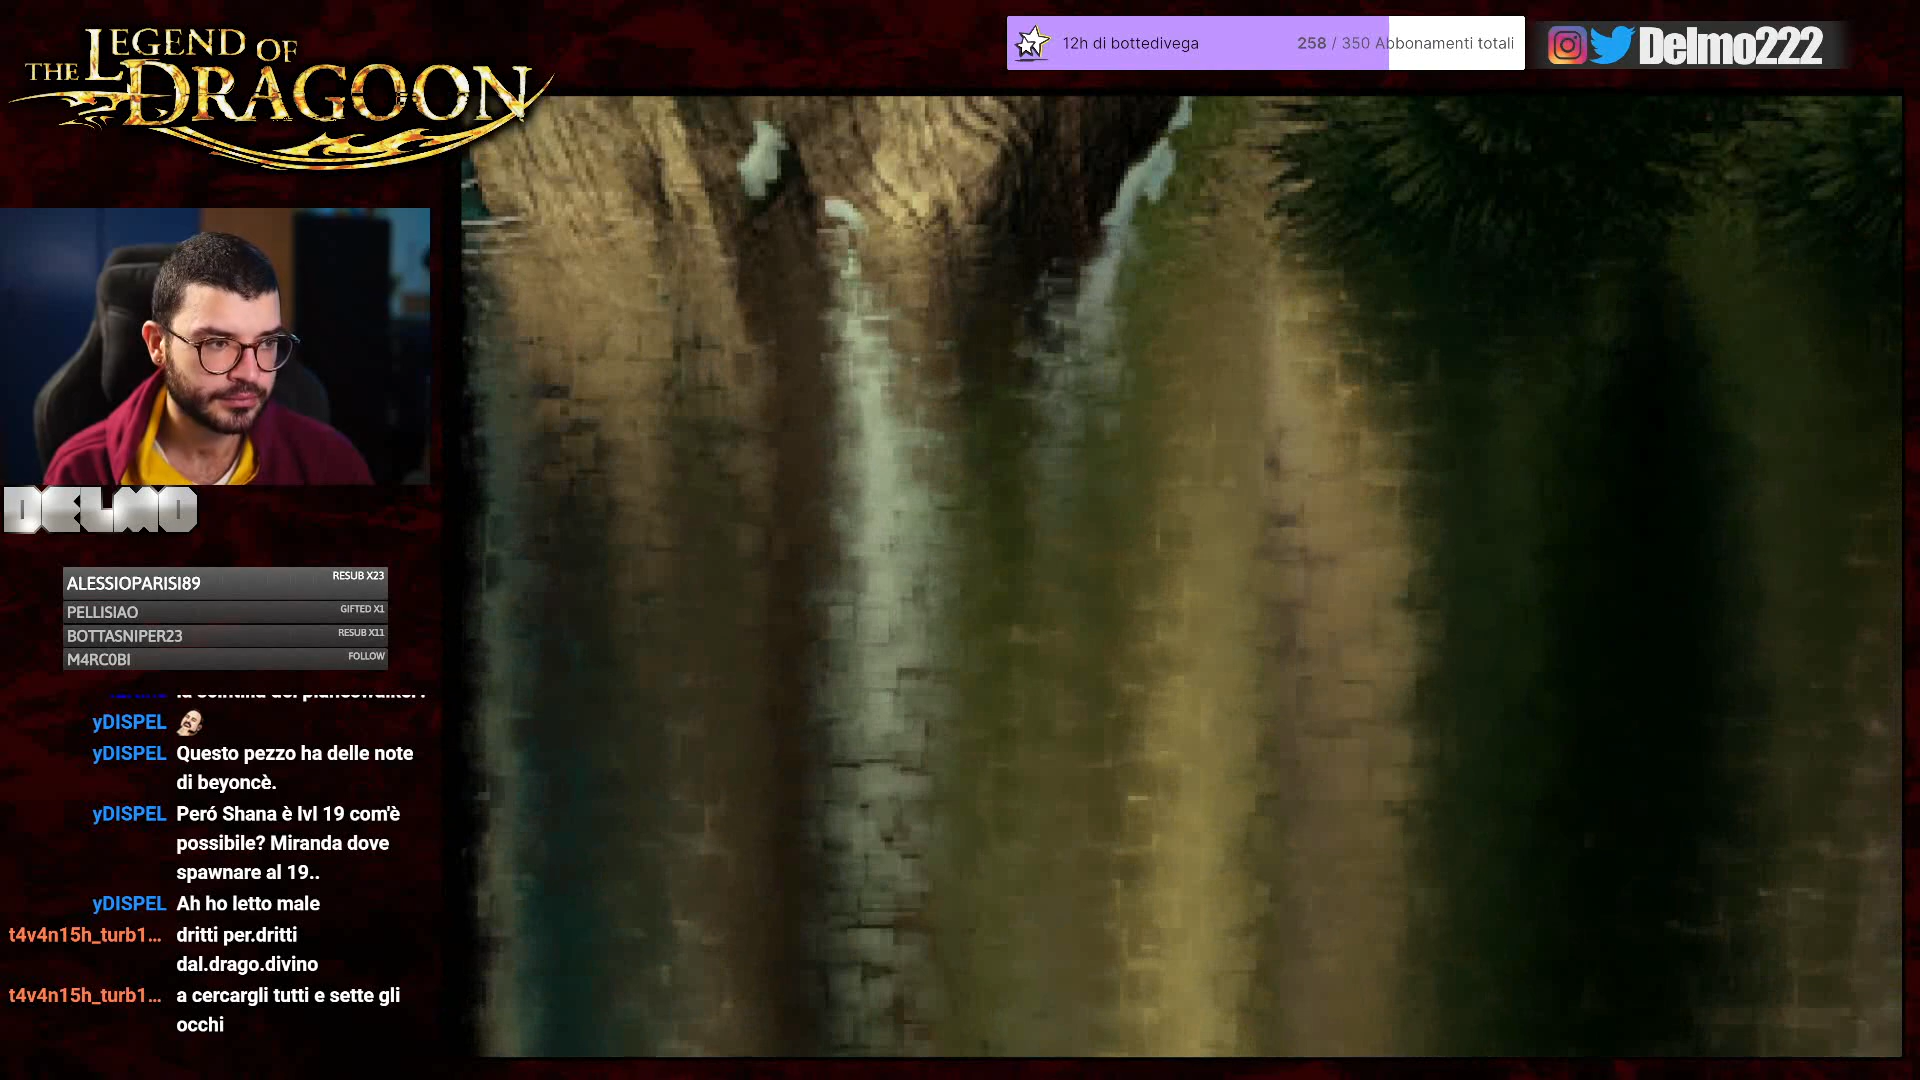 THE LEGEND OF
DRAGOON
12h di bottedivega
258 / 350 Abbonamenti totali
Delmo222
DELMO
ALESSIOPARISI89 RESUB X23
PELLISIAO GIFTED X1
BOTTASNIPER23 RESUB X11
M4RC0BI FOLLOW
yDISPEL
yDISPEL Questo pezzo ha delle note
di beyoncè.
yDISPEL Peró Shana è lvl 19 com'è
possibile? Miranda dove
spawnare al 19..
yDISPEL Ah ho letto male
t4v4n15h_turb1... dritti per.dritti
dal.drago.divino
t4v4n15h_turb1... a cercargli tutti e sette gli
occhi